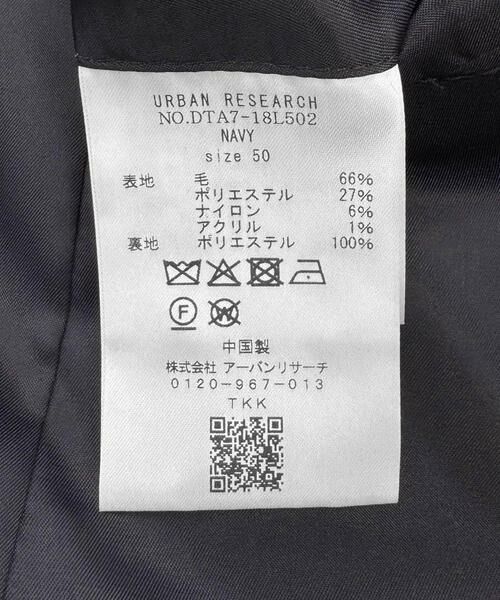 URBAN RESEARCH
NO.DTA7-18L502
NAVY
size 50
表地 毛 66%
ポリエステル 27%
ナイロン 6%
アクリル 1%
裏地 ポリエステル 100%
F W
中国製
株式会社 アーバンリサーチ
0120-967-013
TKK